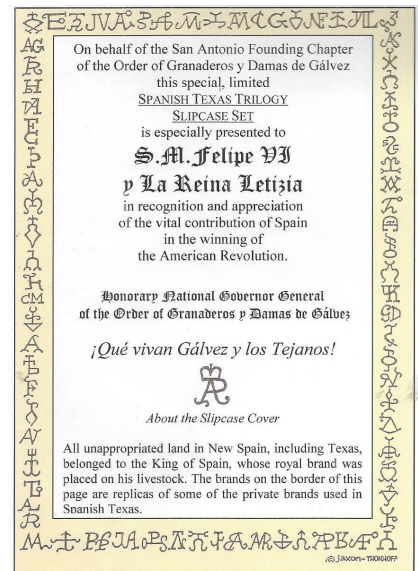 On behalf of the San Antonio Founding Chapter
of the Order of Granaderos y Damas de Gálvez
this special, limited
SPANISH TEXAS TRILOGY
SLIPCASE SET
is especially presented to
S.M.Felipe VI
y La Reina Letizia
in recognition and appreciation
of the vital contribution of Spain
in the winning of
the American Revolution.
Honorary National Governor General
of the Order of Granaderos y Damas de Gálvez
¡Qué vivan Gálvez y los Tejanos!
About the Slipcase Cover
All unappropriated land in New Spain, including Texas,
belonged to the King of Spain, whose royal brand was
placed on his livestock. The brands on the border of this
page are replicas of some of the private brands used in
Spanish Texas.
© jaxon-THONHOFF